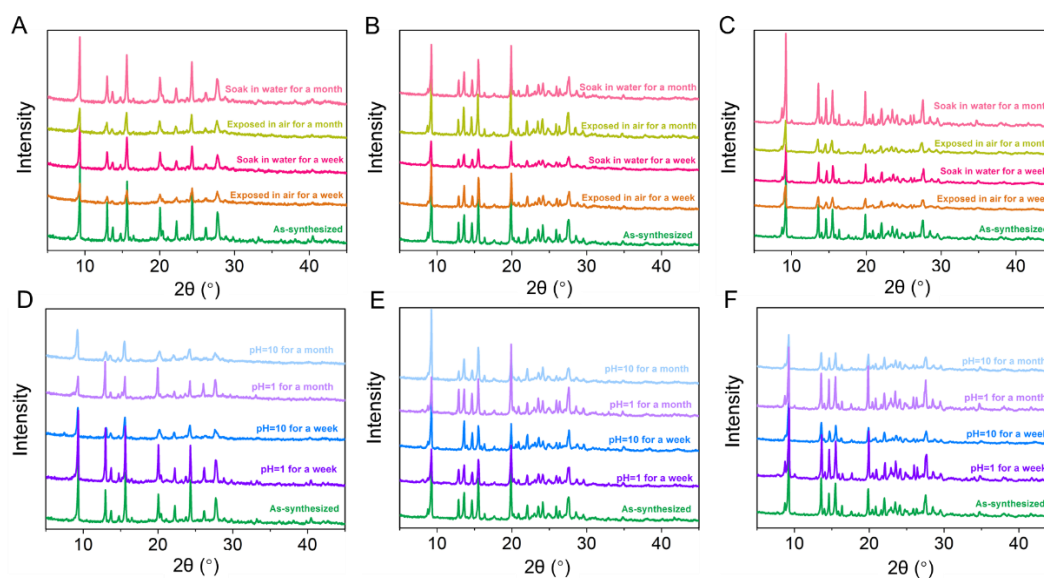 A
Intensity
Soak in water for a month
Exposed in air for a month
Soak in water for a week
Exposed in air for a week
As-synthesized
10 20 30 40
2θ (°)
B
Intensity
Soak in water for a month
Exposed in air for a month
Soak in water for a week
Exposed in air for a week
As-synthesized
10 20 30 40
2θ (°)
C
Intensity
Soak in water for a month
Exposed in air for a month
Soak in water for a week
Exposed in air for a week
As-synthesized
10 20 30 40
2θ (°)
D
Intensity
pH=10 for a month
pH=1 for a month
pH=10 for a week
pH=1 for a week
As-synthesized
10 20 30 40
2θ (°)
E
Intensity
pH=10 for a month
pH=1 for a month
pH=10 for a week
pH=1 for a week
As-synthesized
10 20 30 40
2θ (°)
F
Intensity
pH=10 for a month
pH=1 for a month
pH=10 for a week
pH=1 for a week
As-synthesized
10 20 30 40
2θ (°)